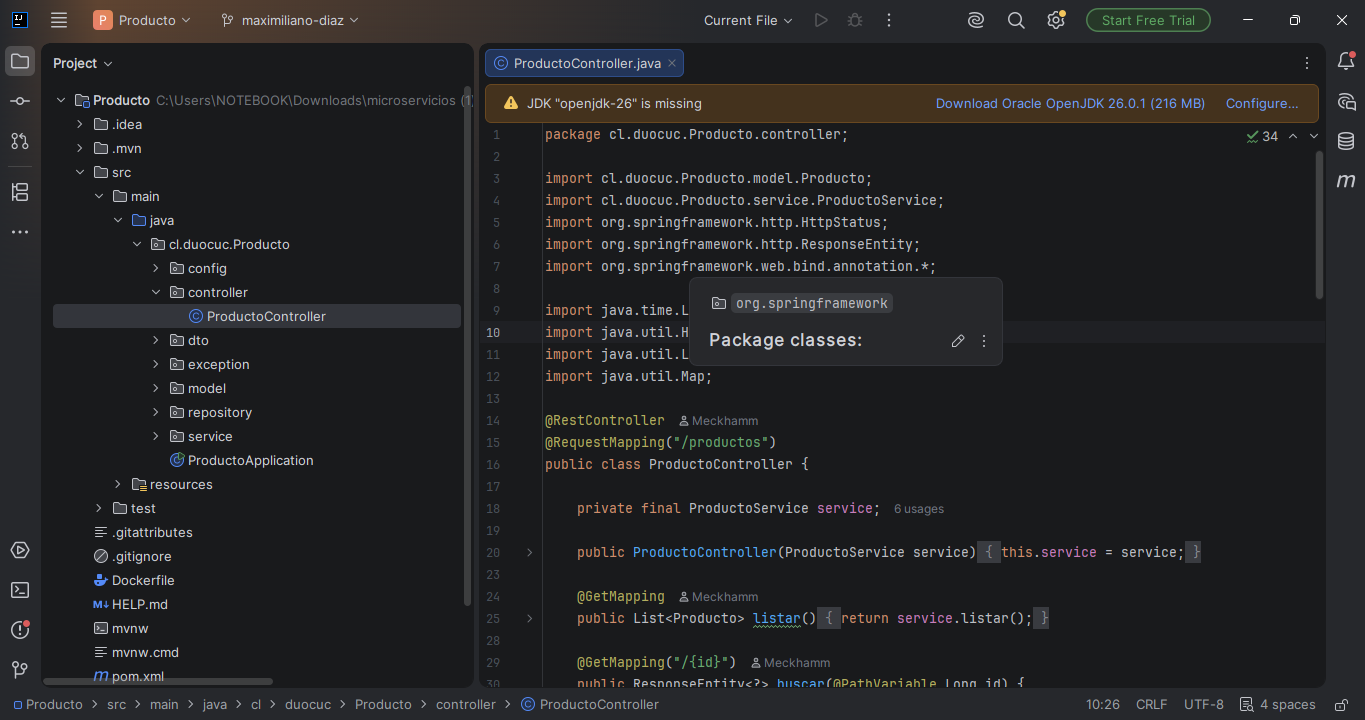 P Producto maximiliano-diaz Current File Start Free Trial
Project
Producto C:\Users\NOTEBOOK\Downloads\microservicios (1)
.idea
.mvn
src
main
java
cl.duocuc.Producto
config
controller
ProductoController
dto
exception
model
repository
service
ProductoApplication
resources
test
.gitattributes
.gitignore
Dockerfile
HELP.md
mvnw
mvnw.cmd
pom.xml
ProductoController.java
JDK "openjdk-26" is missing Download Oracle OpenJDK 26.0.1 (216 MB) Configure...
34
1 package cl.duocuc.Producto.controller;
2
3 import cl.duocuc.Producto.model.Producto;
4 import cl.duocuc.Producto.service.ProductoService;
5 import org.springframework.http.HttpStatus;
6 import org.springframework.http.ResponseEntity;
7 import org.springframework.web.bind.annotation.*;
8
9 import java.time.L
10 import java.util.H
11 import java.util.L
12 import java.util.Map;
13
14 @RestController Meckhamm
15 @RequestMapping("/productos")
16 public class ProductoController {
17
18 private final ProductoService service; 6 usages
19
20 public ProductoController(ProductoService service) { this.service = service; }
23
24 @GetMapping Meckhamm
25 public List<Producto> listar() { return service.listar(); }
28
29 @GetMapping("/{id}") Meckhamm
30 public ResponseEntity<?> buscar(@PathVariable Long id) {
org.springframework
Package classes:
Producto > src > main > java > cl > duocuc > Producto > controller > ProductoController 10:26 CRLF UTF-8 4 spaces